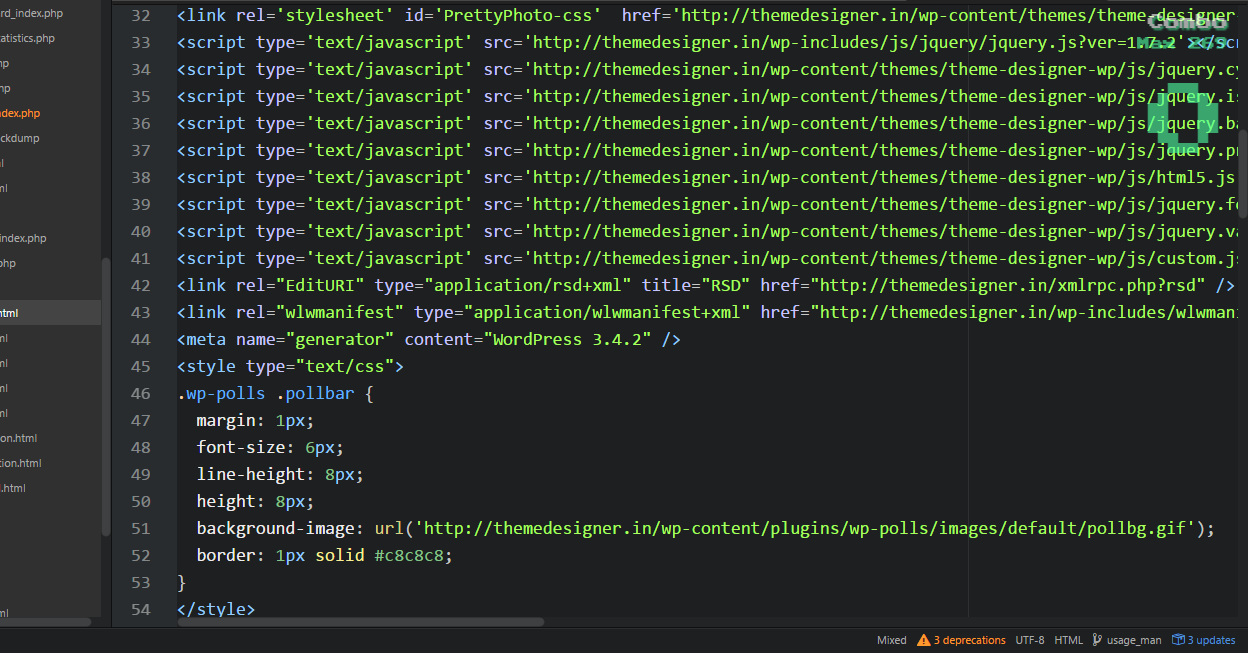 rd_index.php
tatistics.php
hp
hp
ndex.php
ckdump
ml
index.php
php
html
ml
ml
ml
ml
on.html
tion.html
l.html
ml
32 <link rel='stylesheet' id='PrettyPhoto-css'  href='http://themedesigner.in/wp-content/themes/theme-designer-
33 <script type='text/javascript' src='http://themedesigner.in/wp-includes/js/jquery/jquery.js?ver=1.7.2'></scr
34 <script type='text/javascript' src='http://themedesigner.in/wp-content/themes/theme-designer-wp/js/jquery.cy
35 <script type='text/javascript' src='http://themedesigner.in/wp-content/themes/theme-designer-wp/js/jquery.is
36 <script type='text/javascript' src='http://themedesigner.in/wp-content/themes/theme-designer-wp/js/jquery.ba
37 <script type='text/javascript' src='http://themedesigner.in/wp-content/themes/theme-designer-wp/js/jquery.pr
38 <script type='text/javascript' src='http://themedesigner.in/wp-content/themes/theme-designer-wp/js/html5.js
39 <script type='text/javascript' src='http://themedesigner.in/wp-content/themes/theme-designer-wp/js/jquery.fo
40 <script type='text/javascript' src='http://themedesigner.in/wp-content/themes/theme-designer-wp/js/jquery.va
41 <script type='text/javascript' src='http://themedesigner.in/wp-content/themes/theme-designer-wp/js/custom.js
42 <link rel="EditURI" type="application/rsd+xml" title="RSD" href="http://themedesigner.in/xmlrpc.php?rsd" />
43 <link rel="wlwmanifest" type="application/wlwmanifest+xml" href="http://themedesigner.in/wp-includes/wlwmani
44 <meta name="generator" content="WordPress 3.4.2" />
45 <style type="text/css">
46 .wp-polls .pollbar {
47 margin: 1px;
48 font-size: 6px;
49 line-height: 8px;
50 height: 8px;
51 background-image: url('http://themedesigner.in/wp-content/plugins/wp-polls/images/default/pollbg.gif');
52 border: 1px solid #c8c8c8;
53 }
54 </style>
Combo
Max
0
Mixed 3 deprecations UTF-8 HTML usage_man 3 updates